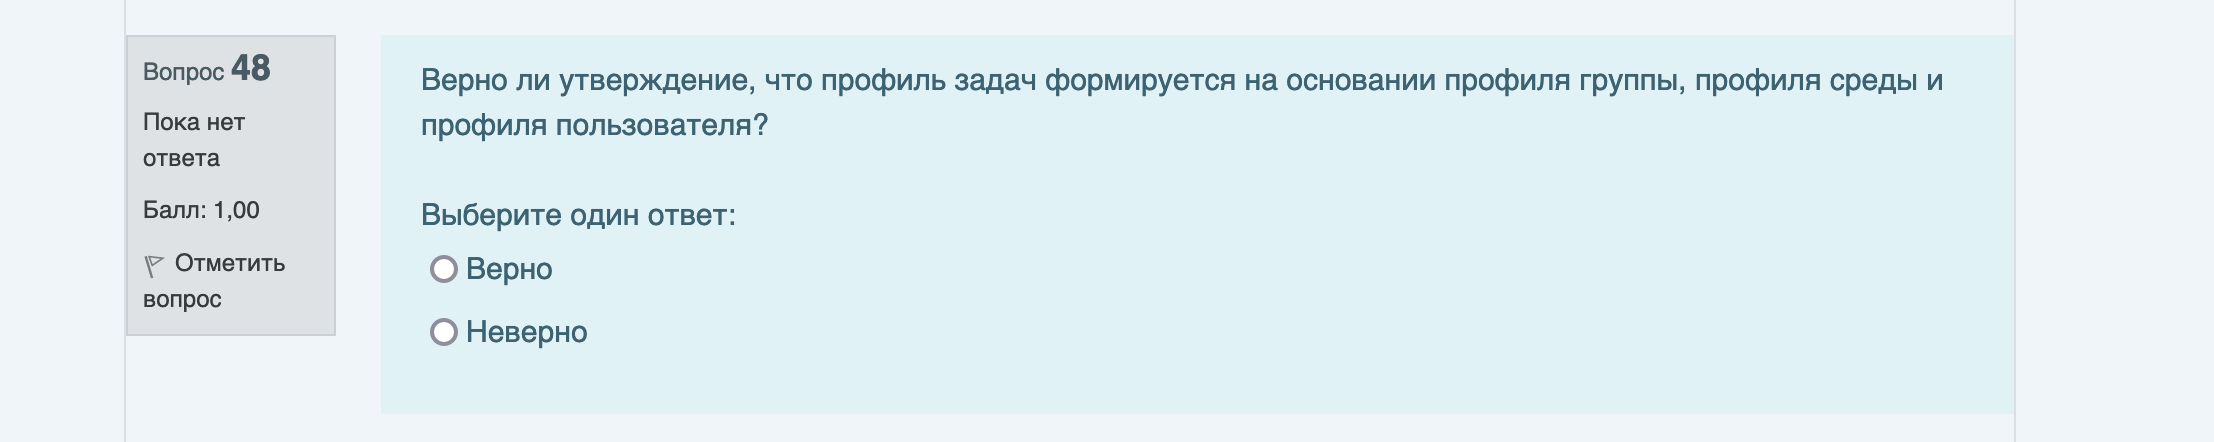 Вопрос 48
Пока нет
ответа
Балл: 1,00
Отметить
вопрос
Верно ли утверждение, что профиль задач формируется на основании профиля группы, профиля среды и
профиля пользователя?
Выберите один ответ:
Верно
Неверно